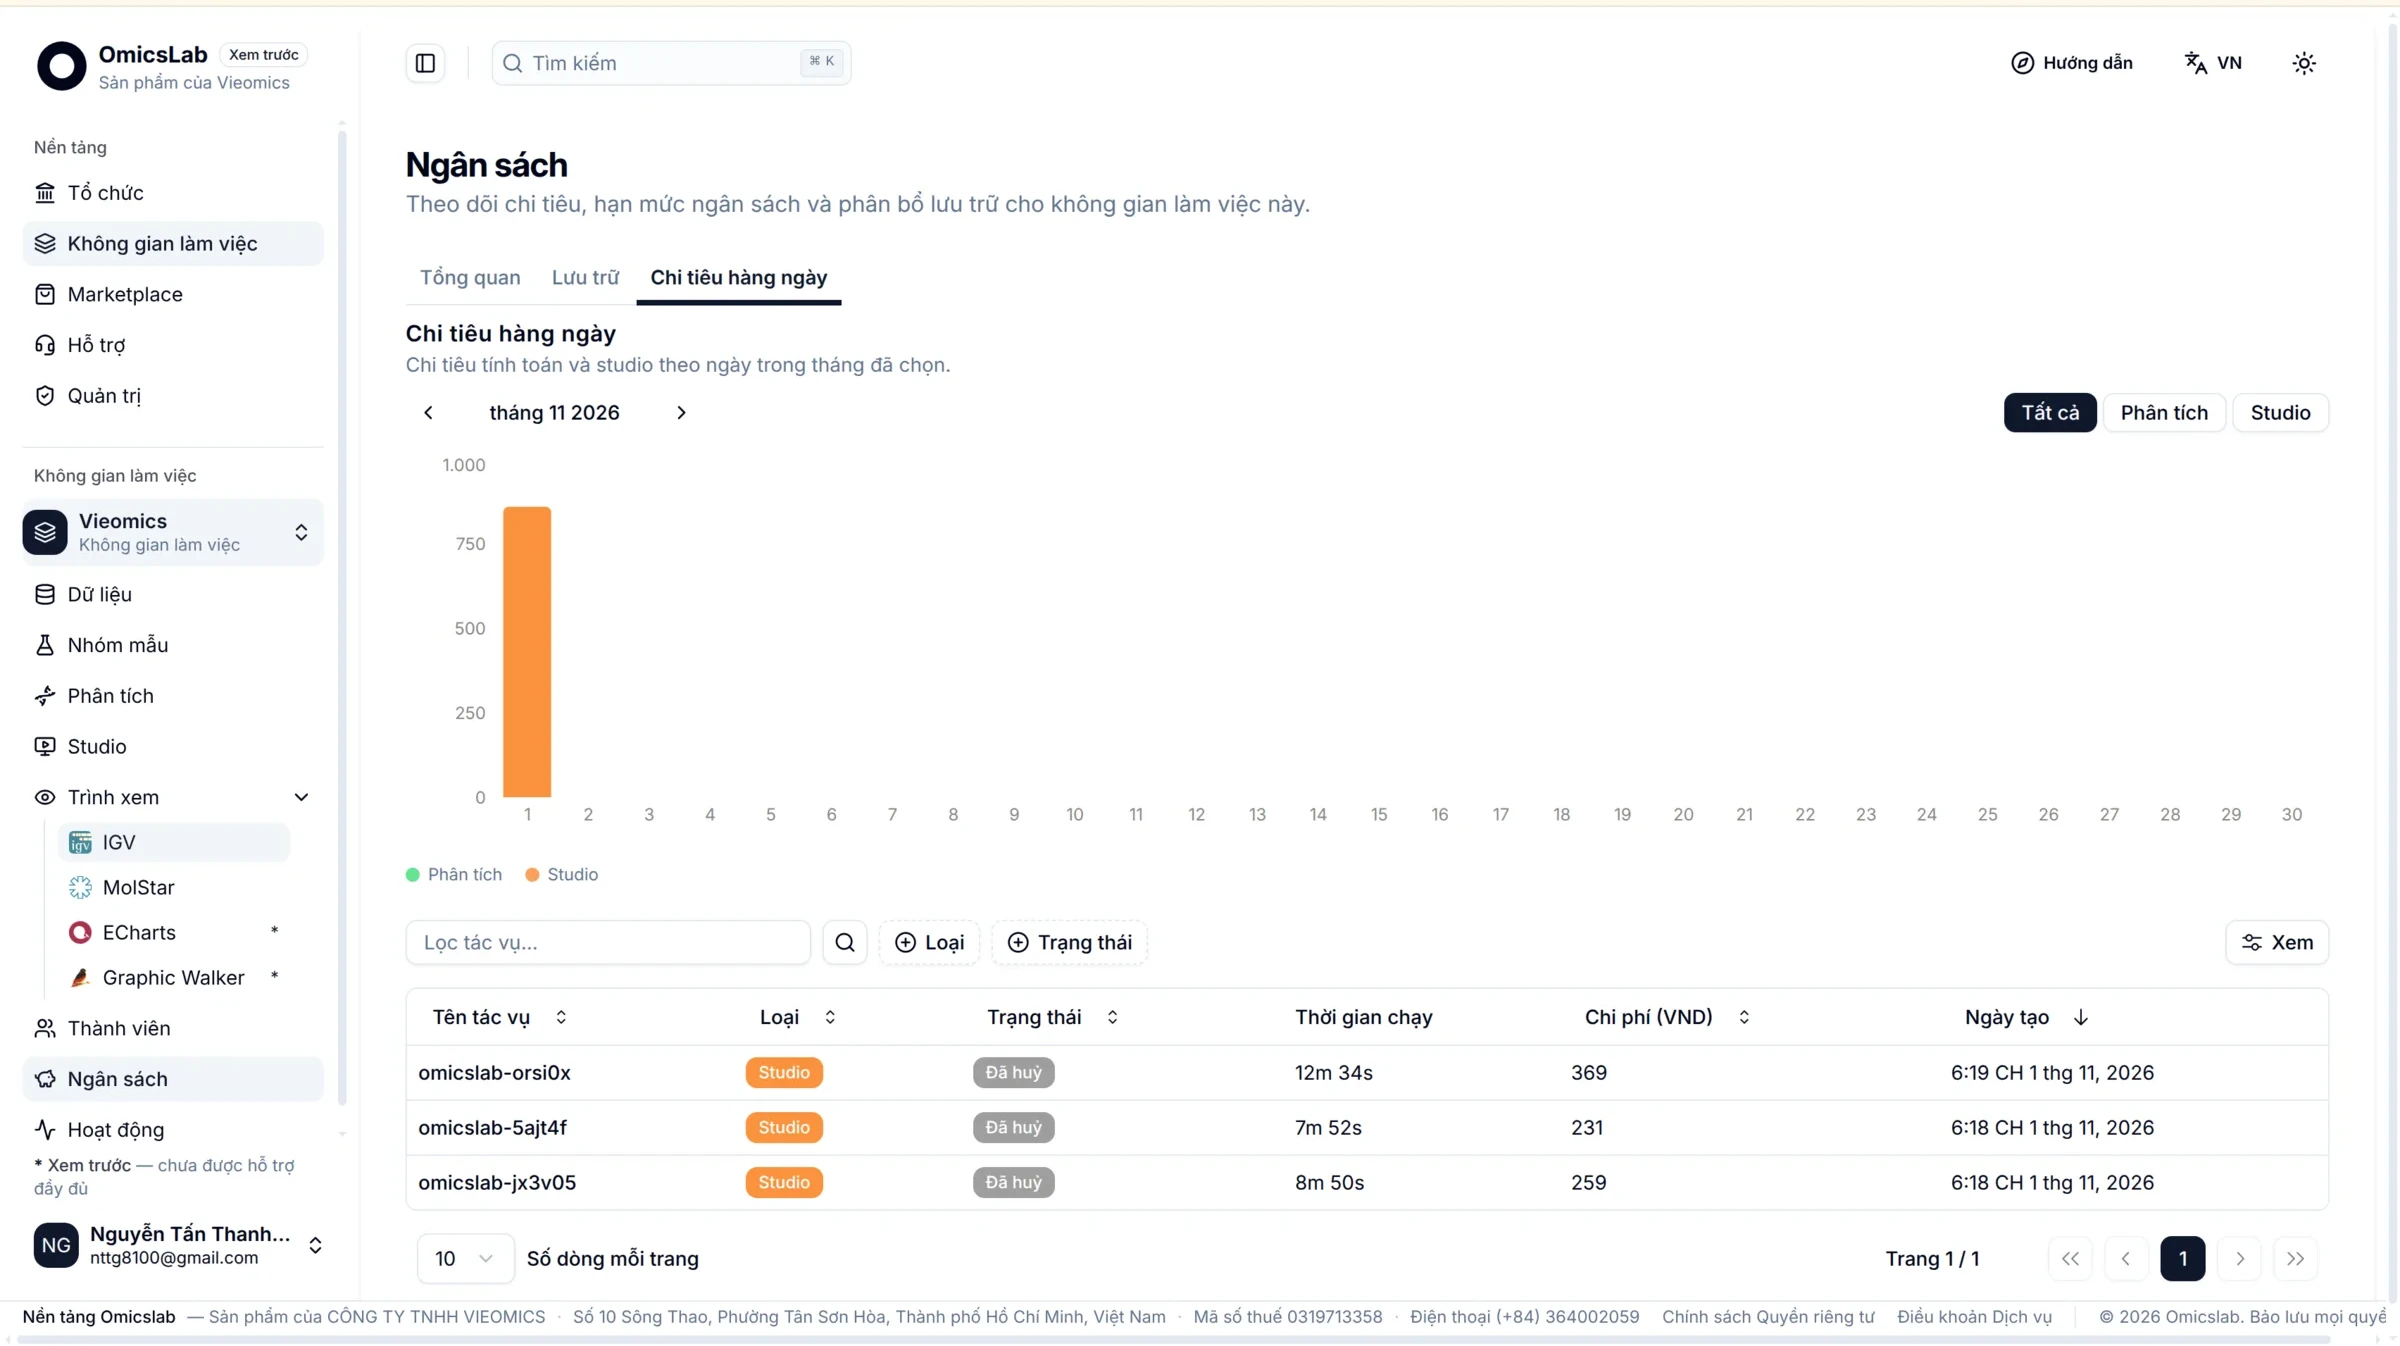 OmicsLab
Xem trước
Sản phẩm của Vieomics
Tìm kiếm
⌘ K
Hướng dẫn
VN
Nền tảng
Tổ chức
Không gian làm việc
Marketplace
Hỗ trợ
Quản trị
Không gian làm việc
Vieomics
Không gian làm việc
Dữ liệu
Nhóm mẫu
Phân tích
Studio
Trình xem
igv IGV
MolStar
ECharts *
Graphic Walker *
Thành viên
Ngân sách
Hoạt động
* Xem trước — chưa được hỗ trợ
đầy đủ
NG
Nguyễn Tấn Thanh...
nttg8100@gmail.com
Ngân sách
Theo dõi chi tiêu, hạn mức ngân sách và phân bổ lưu trữ cho không gian làm việc này.
Tổng quan Lưu trữ Chi tiêu hàng ngày
Chi tiêu hàng ngày
Chi tiêu tính toán và studio theo ngày trong tháng đã chọn.
tháng 11 2026
Tất cả Phân tích Studio
1.000
750
500
250
0
1 2 3 4 5 6 7 8 9 10 11 12 13 14 15 16 17 18 19 20 21 22 23 24 25 26 27 28 29 30
Phân tích Studio
Lọc tác vụ... Loại Trạng thái Xem
Tên tác vụ Loại Trạng thái Thời gian chạy Chi phí (VND) Ngày tạo
omicslab-orsi0x Studio Đã huỷ 12m 34s 369 6:19 CH 1 thg 11, 2026
omicslab-5ajt4f Studio Đã huỷ 7m 52s 231 6:18 CH 1 thg 11, 2026
omicslab-jx3v05 Studio Đã huỷ 8m 50s 259 6:18 CH 1 thg 11, 2026
10 Số dòng mỗi trang Trang 1 / 1 1
Nền tảng Omicslab — Sản phẩm của CÔNG TY TNHH VIEOMICS · Số 10 Sông Thao, Phường Tân Sơn Hòa, Thành phố Hồ Chí Minh, Việt Nam · Mã số thuế 0319713358 · Điện thoại (+84) 364002059 Chính sách Quyền riêng tư Điều khoản Dịch vụ © 2026 Omicslab. Bảo lưu mọi quyề